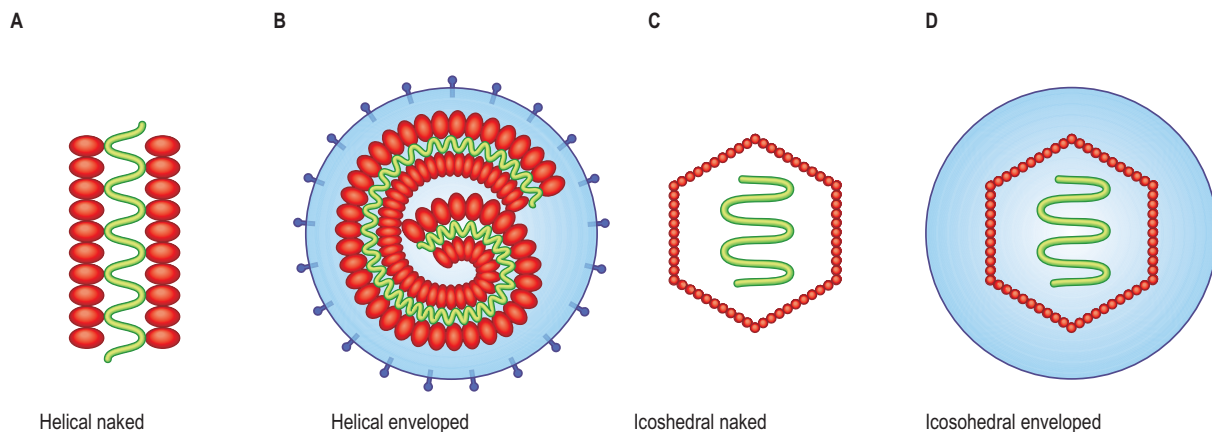 A
B
C
D
Helical naked
Helical enveloped
Icoshedral naked
Icosohedral enveloped